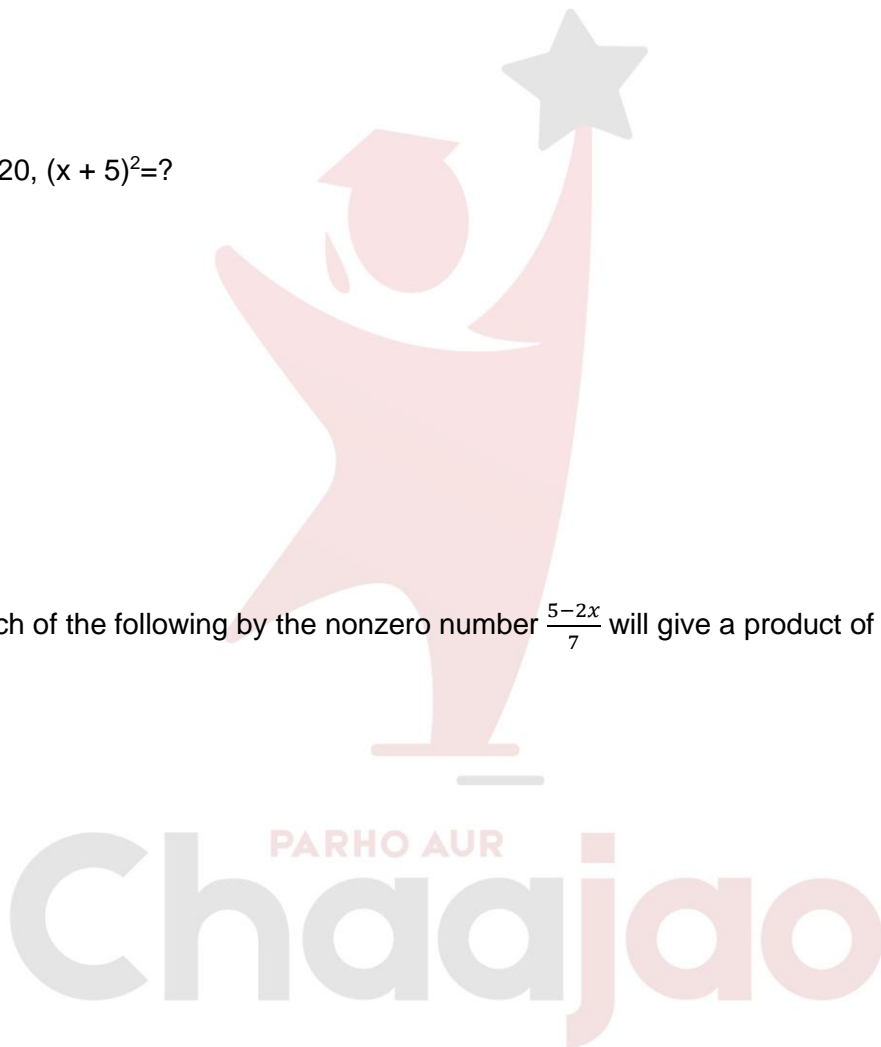 20, (x + 5)²=?
ch of the following by the nonzero number \frac{5-2x}{7} will give a product of
PARHO AUR
Chaajao